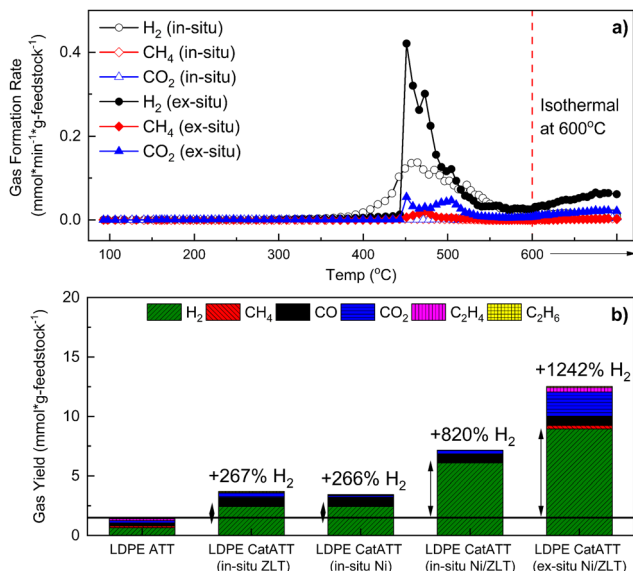 a)
H2 (in-situ)
CH4 (in-situ)
CO2 (in-situ)
H2 (ex-situ)
CH4 (ex-situ)
CO2 (ex-situ)
Isothermal
at 600°C
Gas Formation Rate
(mmol*min-1*g-feedstock-1)
0.4
0.2
0.0
100 200 300 400 500 600
Temp (°C)
b)
H2 CH4 CO CO2 C2H4 C2H6
Gas Yield (mmol*g-feedstock-1)
20
15
10
5
0
+267% H2
+266% H2
+820% H2
+1242% H2
LDPE ATT
LDPE CatATT
(in-situ ZLT)
LDPE CatATT
(in-situ Ni)
LDPE CatATT
(in-situ Ni/ZLT)
LDPE CatATT
(ex-situ Ni/ZLT)